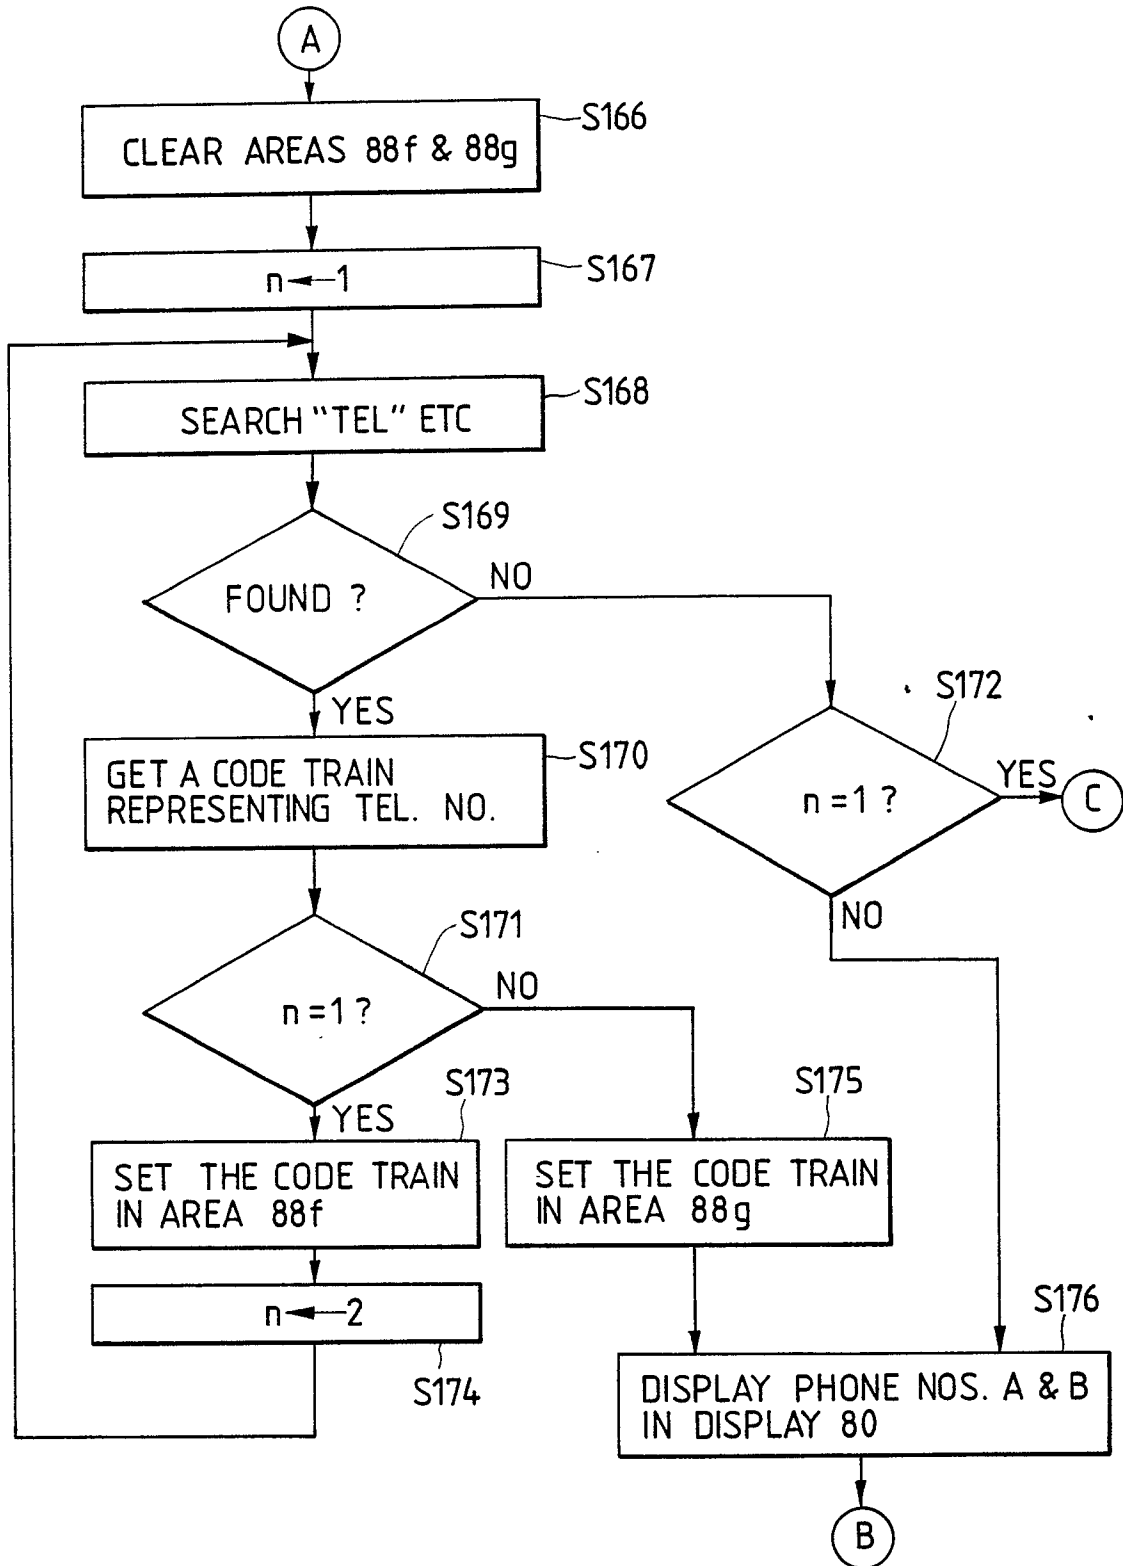 A
S166
CLEAR AREAS 88f & 88g
S167
n←1
S168
SEARCH "TEL" ETC
S169
FOUND ?
NO
YES
S172
S170
GET A CODE TRAIN
REPRESENTING TEL. NO.
n=1 ?
YES
C
NO
S171
n=1 ?
NO
YES
S173
SET THE CODE TRAIN
IN AREA 88f
S175
SET THE CODE TRAIN
IN AREA 88g
n←2
S174
S176
DISPLAY PHONE NOS. A & B
IN DISPLAY 80
B